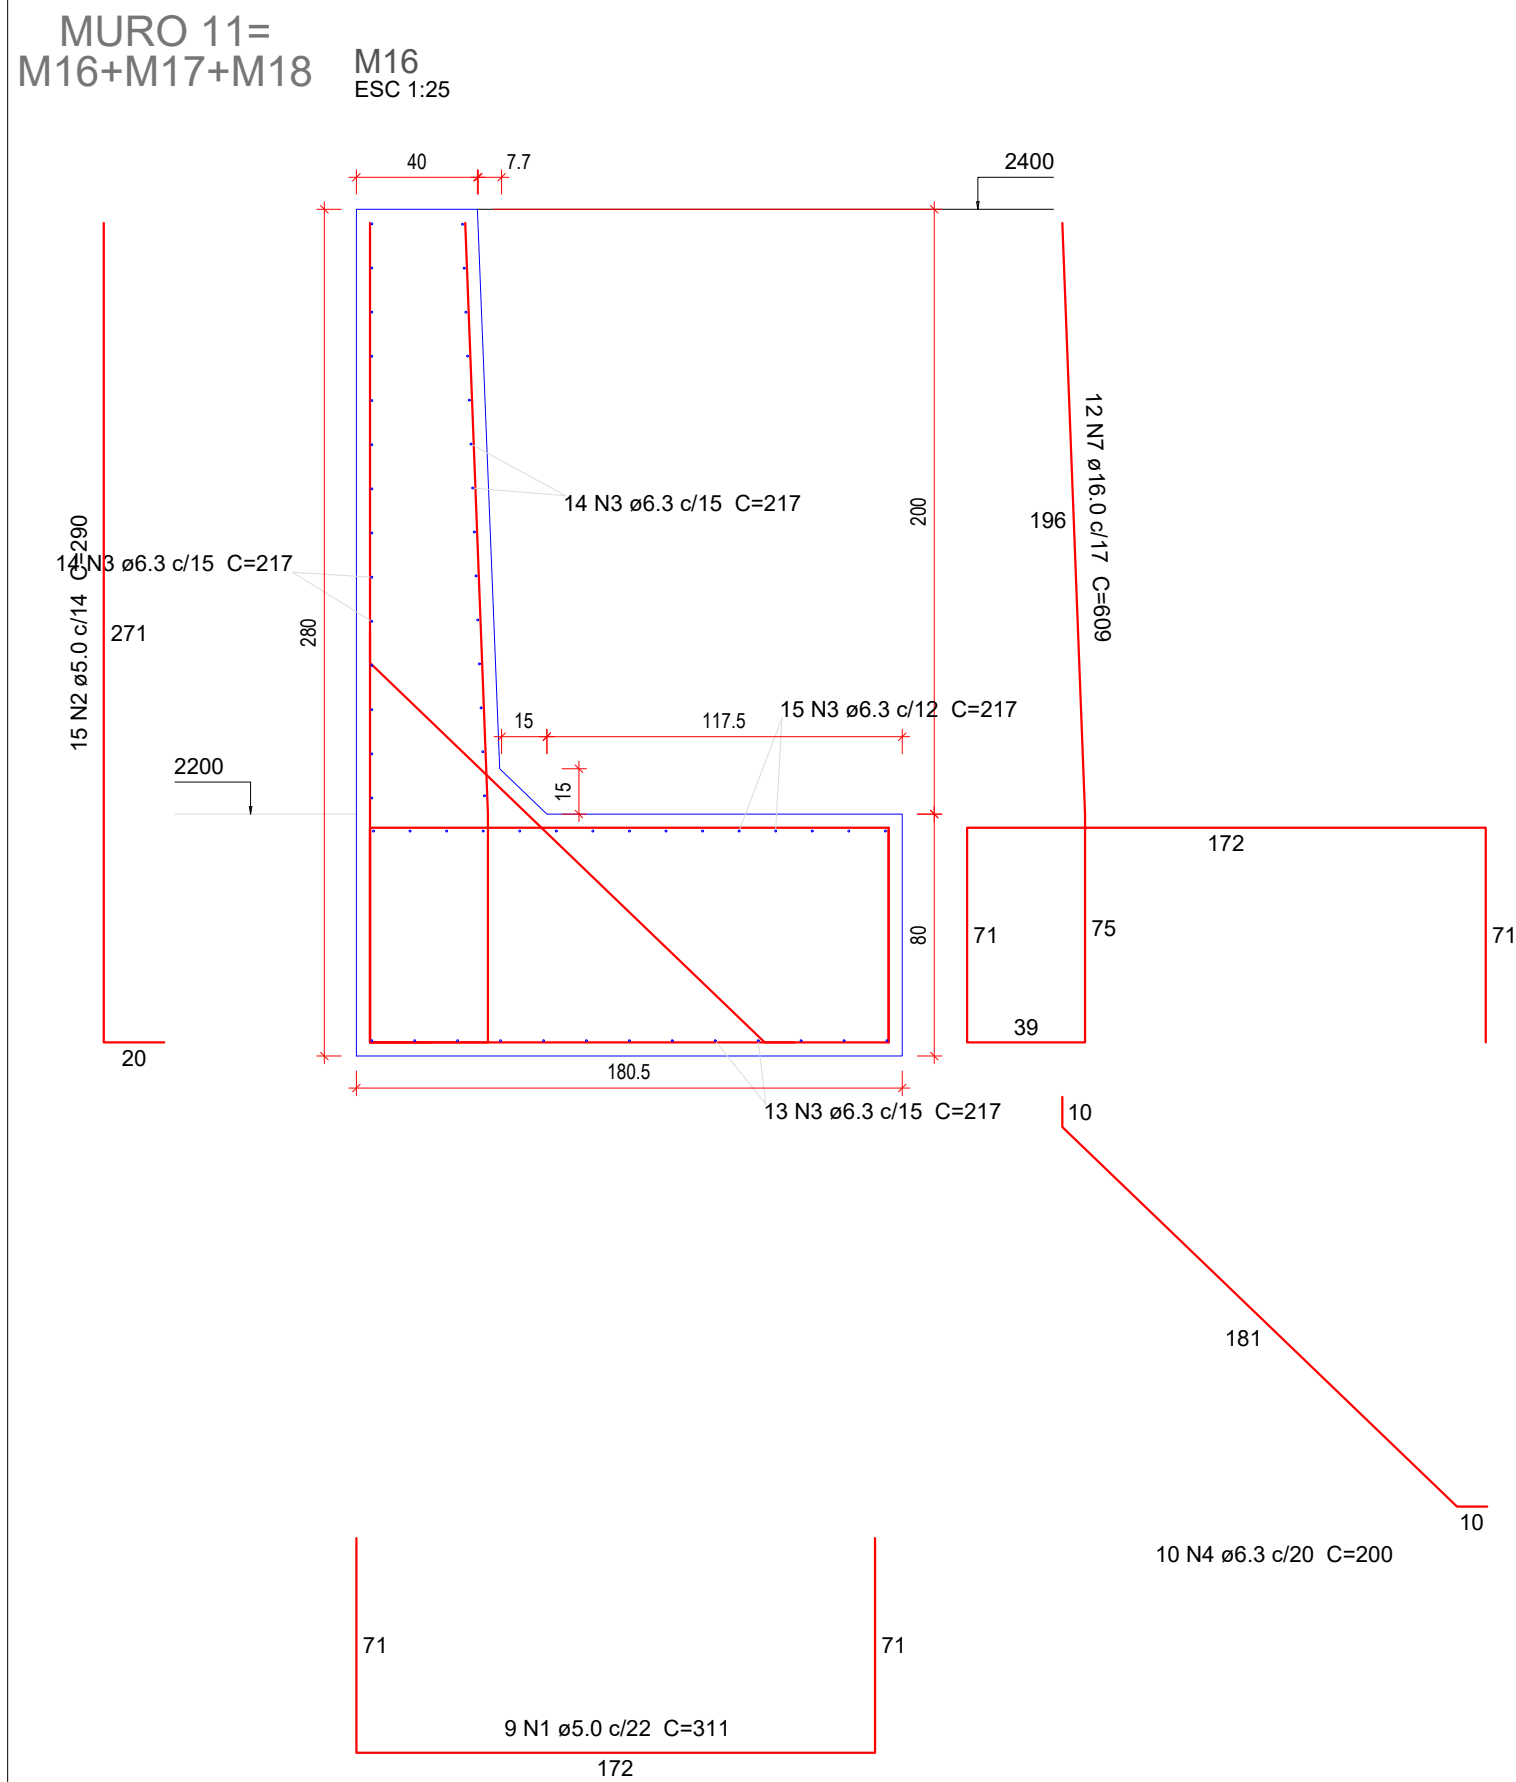 MURO 11=
M16+M17+M18
M16
ESC 1:25
40
7.7
2400
12 N7 ø16.0 c/17  C=609
196
200
14 N3 ø6.3 c/15  C=217
14 N3 ø6.3 c/15  C=217
15 N2 ø5.0 c/14  C=290
271
280
15 N3 ø6.3 c/12  C=217
15
117.5
15
2200
172
71
75
71
80
39
20
180.5
13 N3 ø6.3 c/15  C=217
10
181
10
10 N4 ø6.3 c/20  C=200
71
71
9 N1 ø5.0 c/22  C=311
172